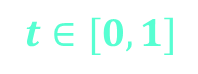 t ∈ [0, 1]